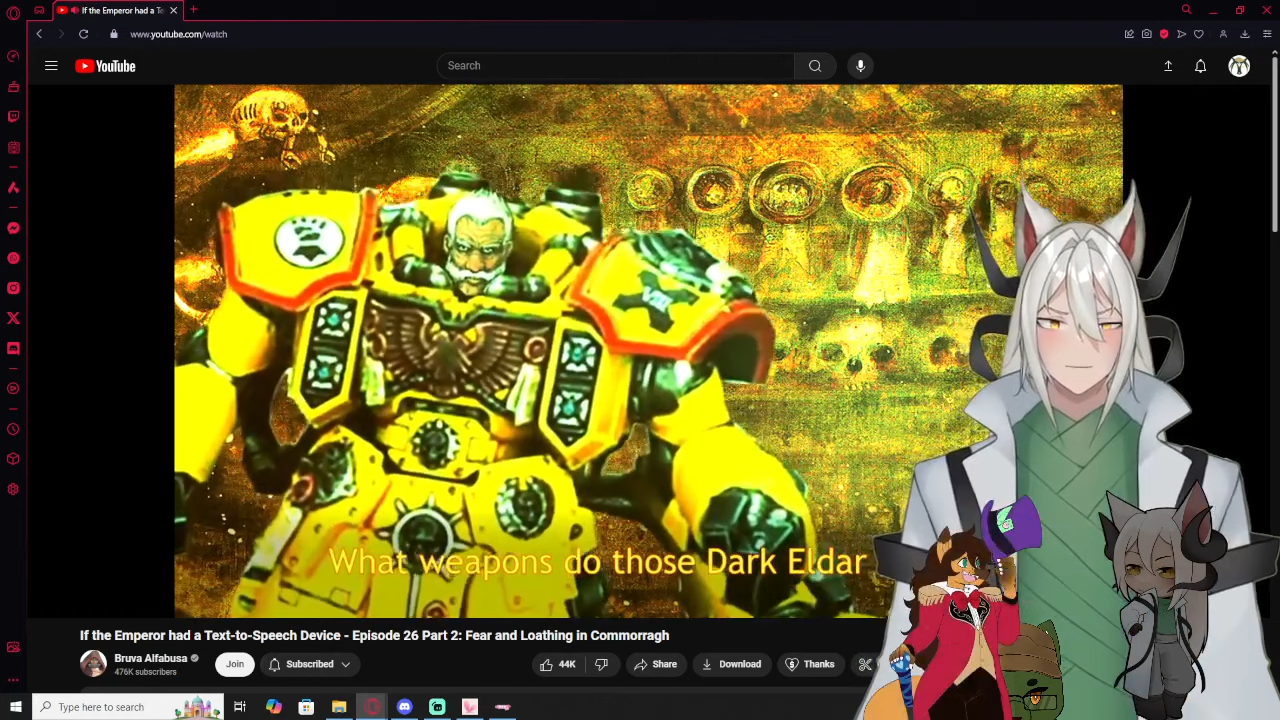 If the Emperor had a Te
www.youtube.com/watch
YouTube
Search
VIII
What weapons do those Dark Eldar
If the Emperor had a Text-to-Speech Device - Episode 26 Part 2: Fear and Loathing in Commorragh
Bruva Alfabusa
476K subscribers
Join
Subscribed
44K
Share
Download
Thanks
Type here to search